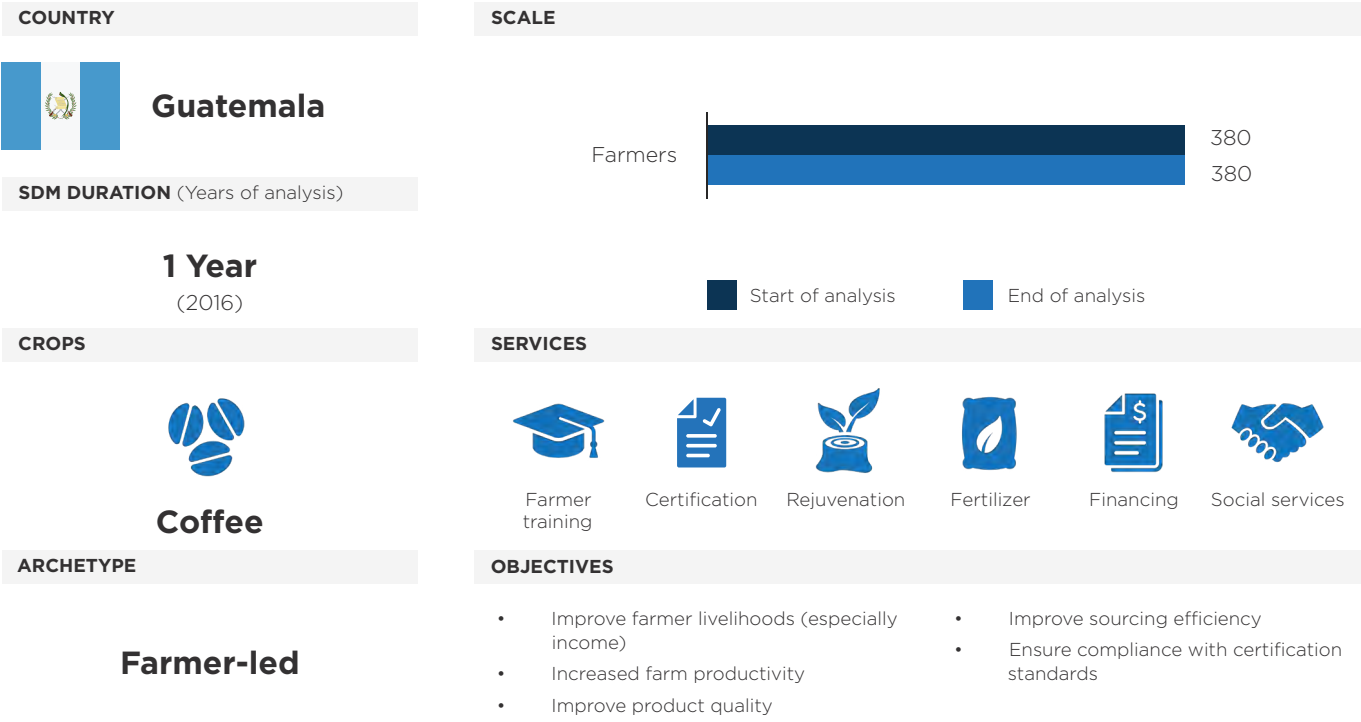 COUNTRY
Guatemala
SDM DURATION (Years of analysis)
1 Year
(2016)
CROPS
Coffee
ARCHETYPE
Farmer-led
SCALE
Farmers
380
380
Start of analysis
End of analysis
SERVICES
Farmer
training
Certification
Rejuvenation
Fertilizer
$
Financing
Social services
OBJECTIVES
• Improve farmer livelihoods (especially
income)
• Increased farm productivity
• Improve product quality
• Improve sourcing efficiency
• Ensure compliance with certification
standards